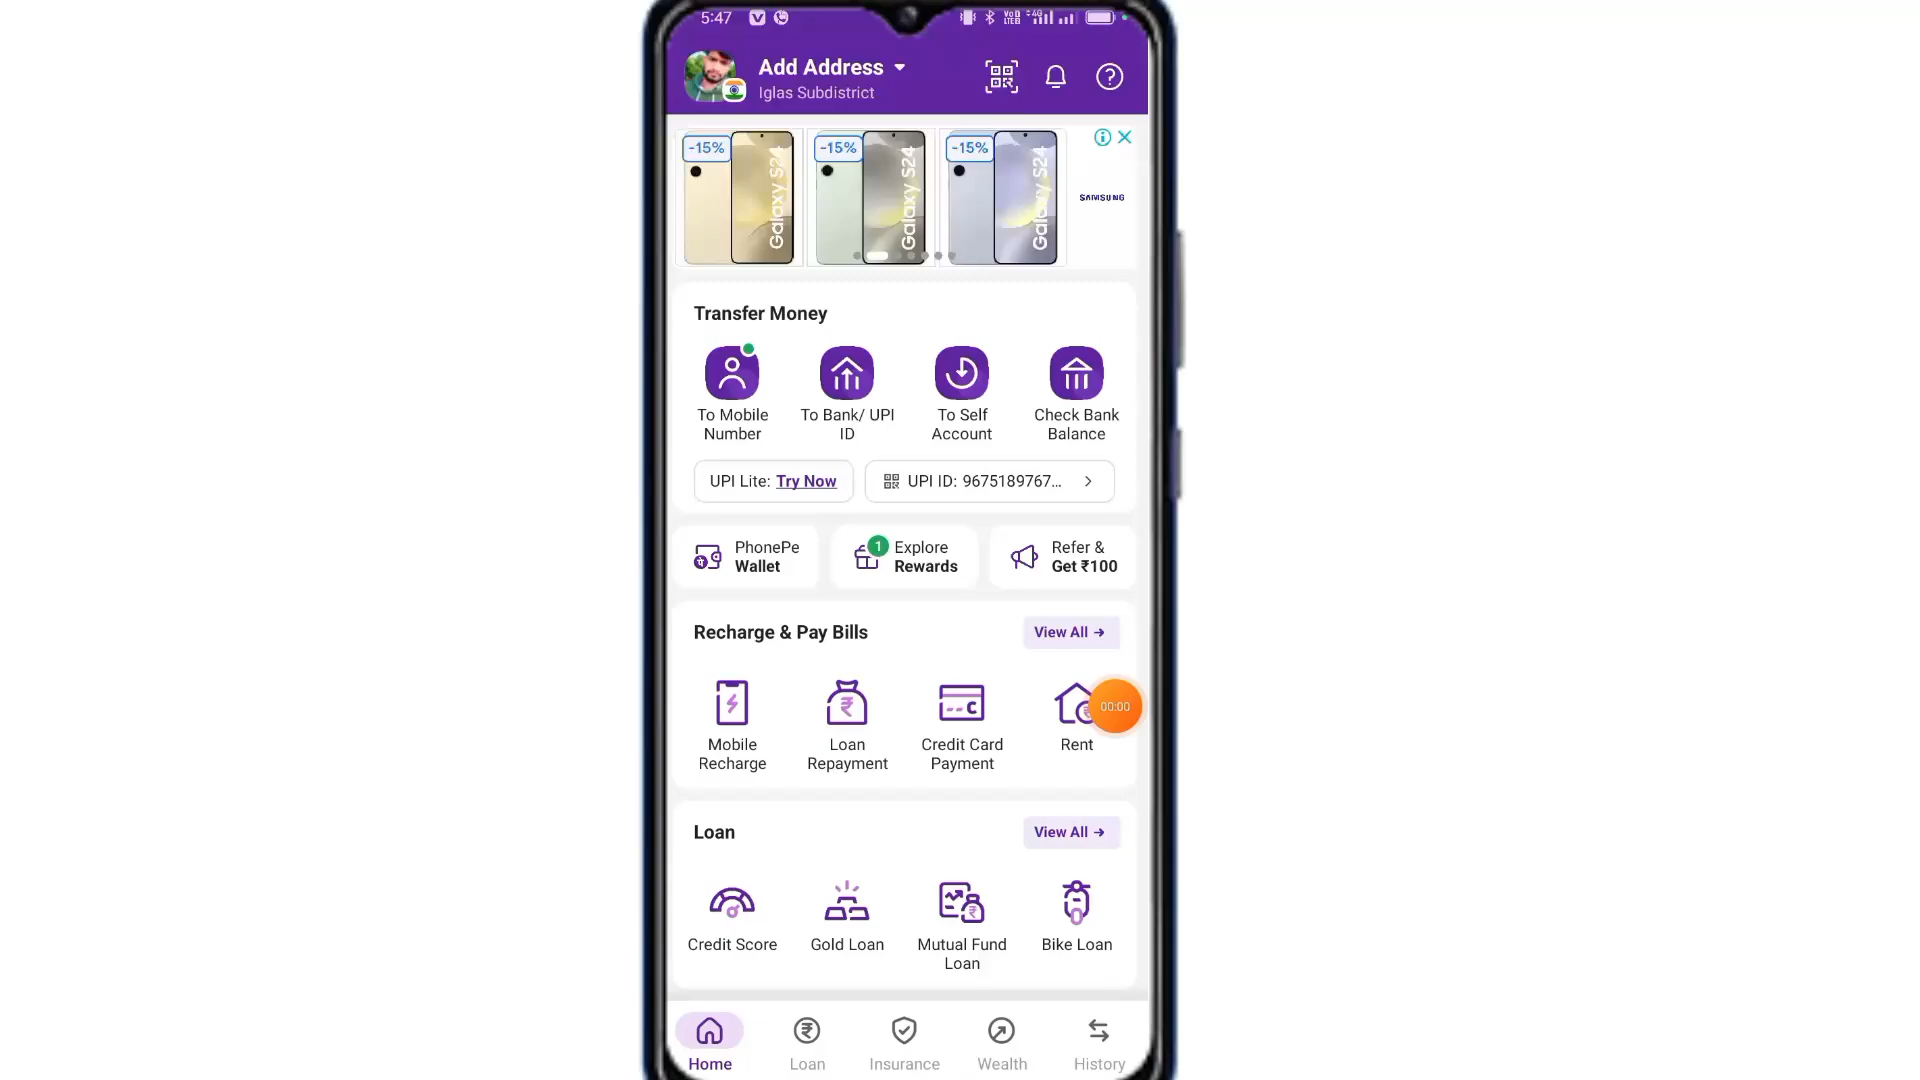 5:47
VoD
LTEB
4G
Add Address
Iglas Subdistrict
-15%
-15%
-15%
Galaxy S24
Galaxy S24
Galaxy S24
SAMSUNG
Transfer Money
To Mobile
Number
To Bank/ UPI
ID
To Self
Account
Check Bank
Balance
UPI Lite: Try Now
UPI ID: 9675189767...
PhonePe
Wallet
1
Explore
Rewards
Refer &
Get ₹100
Recharge & Pay Bills
View All →
00:00
Mobile
Recharge
Loan
Repayment
Credit Card
Payment
Rent
Loan
View All →
Credit Score
Gold Loan
Mutual Fund
Loan
Bike Loan
Home
Loan
Insurance
Wealth
History